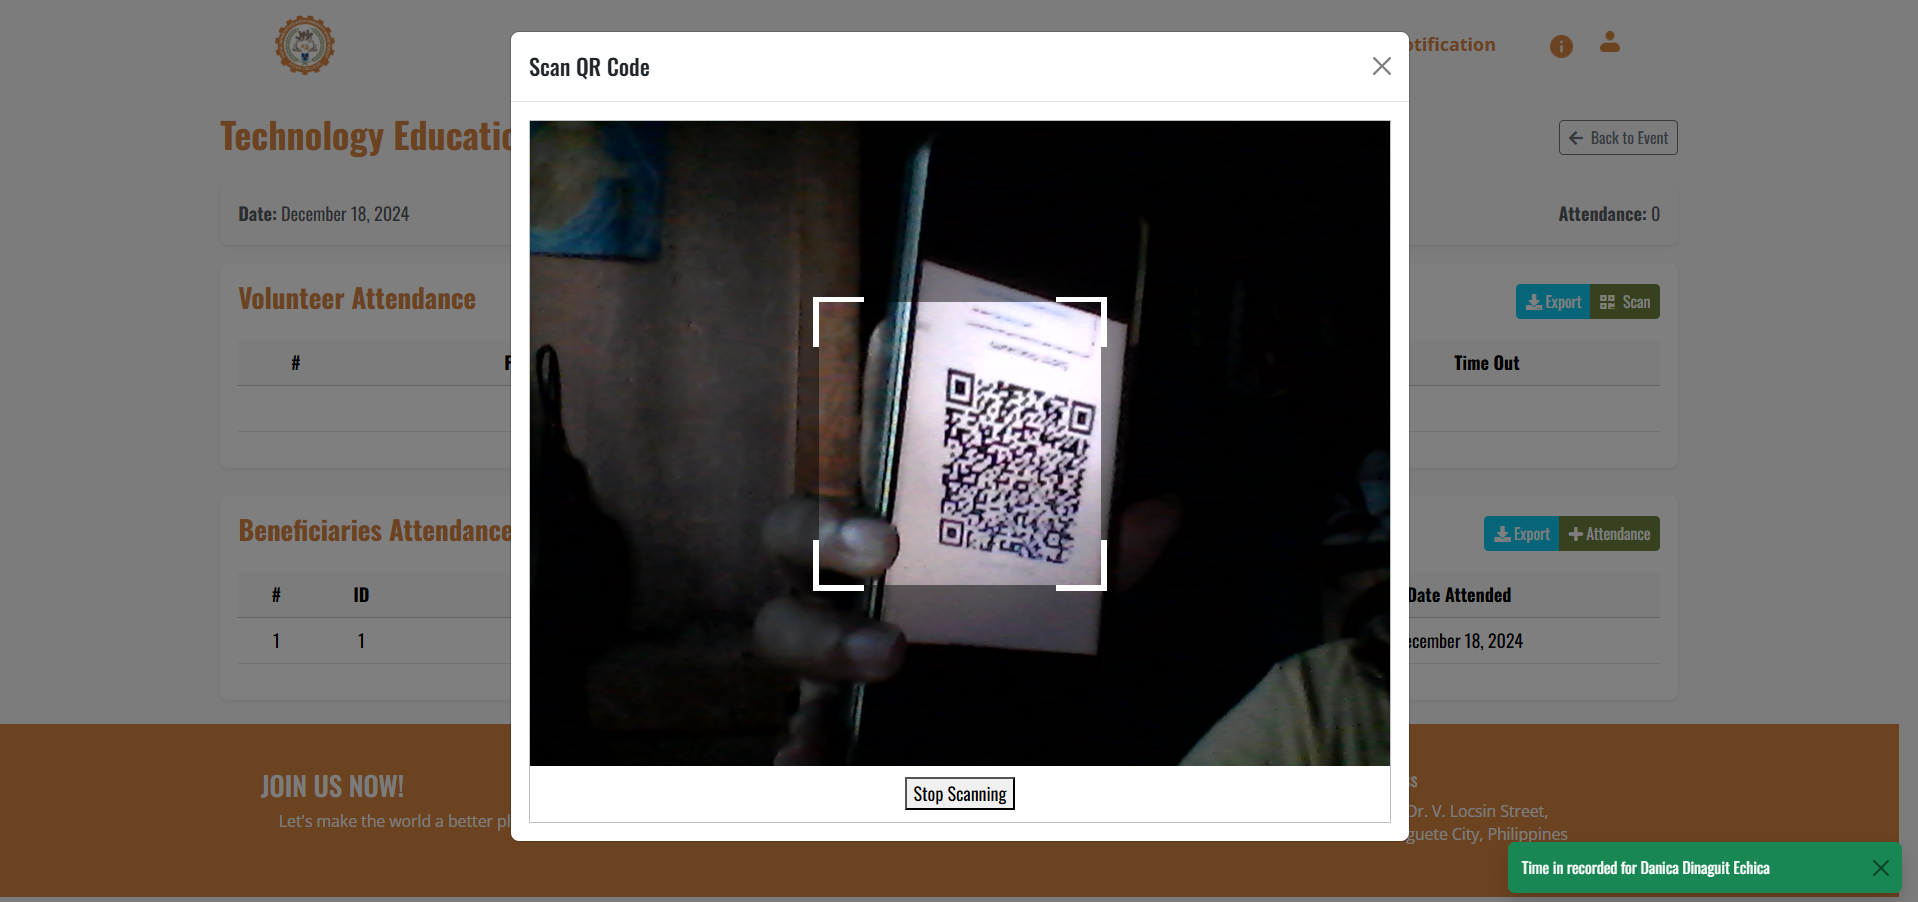 Scan QR Code
otification
Technology Educatio
Back to Event
Date: December 18, 2024
Attendance: 0
Volunteer Attendance
Export
Scan
#
F
Time Out
Beneficiaries Attendance
Export
Attendance
#
ID
Date Attended
1
1
ecember 18, 2024
Stop Scanning
JOIN US NOW!
Let's make the world a better pl
s
Dr. V. Locsin Street,
guete City, Philippines
Time in recorded for Danica Dinaguit Echica